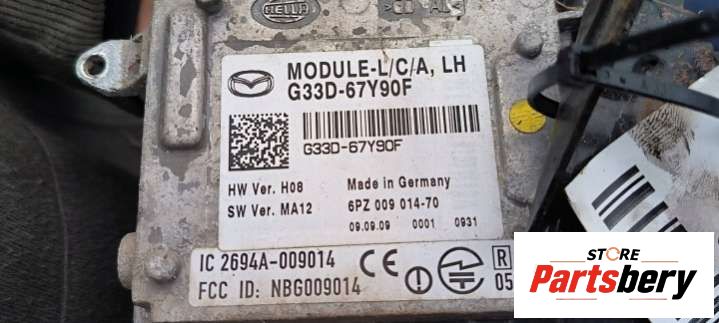 HELLA
MODULE-L/C/A, LH
G33D-67Y90F
G33D-67Y90F
HW Ver. H08
Made in Germany
SW Ver. MA12
6PZ 009 014-70
09.09.09 0001 0931
IC 2694A-009014
CE
R
FCC ID: NBG009014
05
STORE
Partsbery